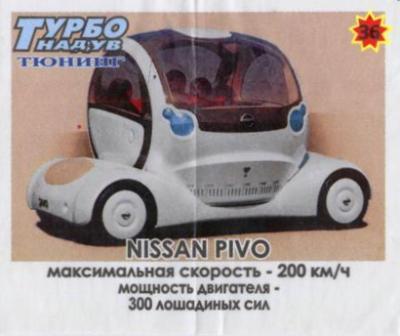 ТУРБО
НАДУВ
ТЮНИНГ
36
NISSAN PIVO
максимальная скорость - 200 км/ч
мощность двигателя -
300 лошадиных сил